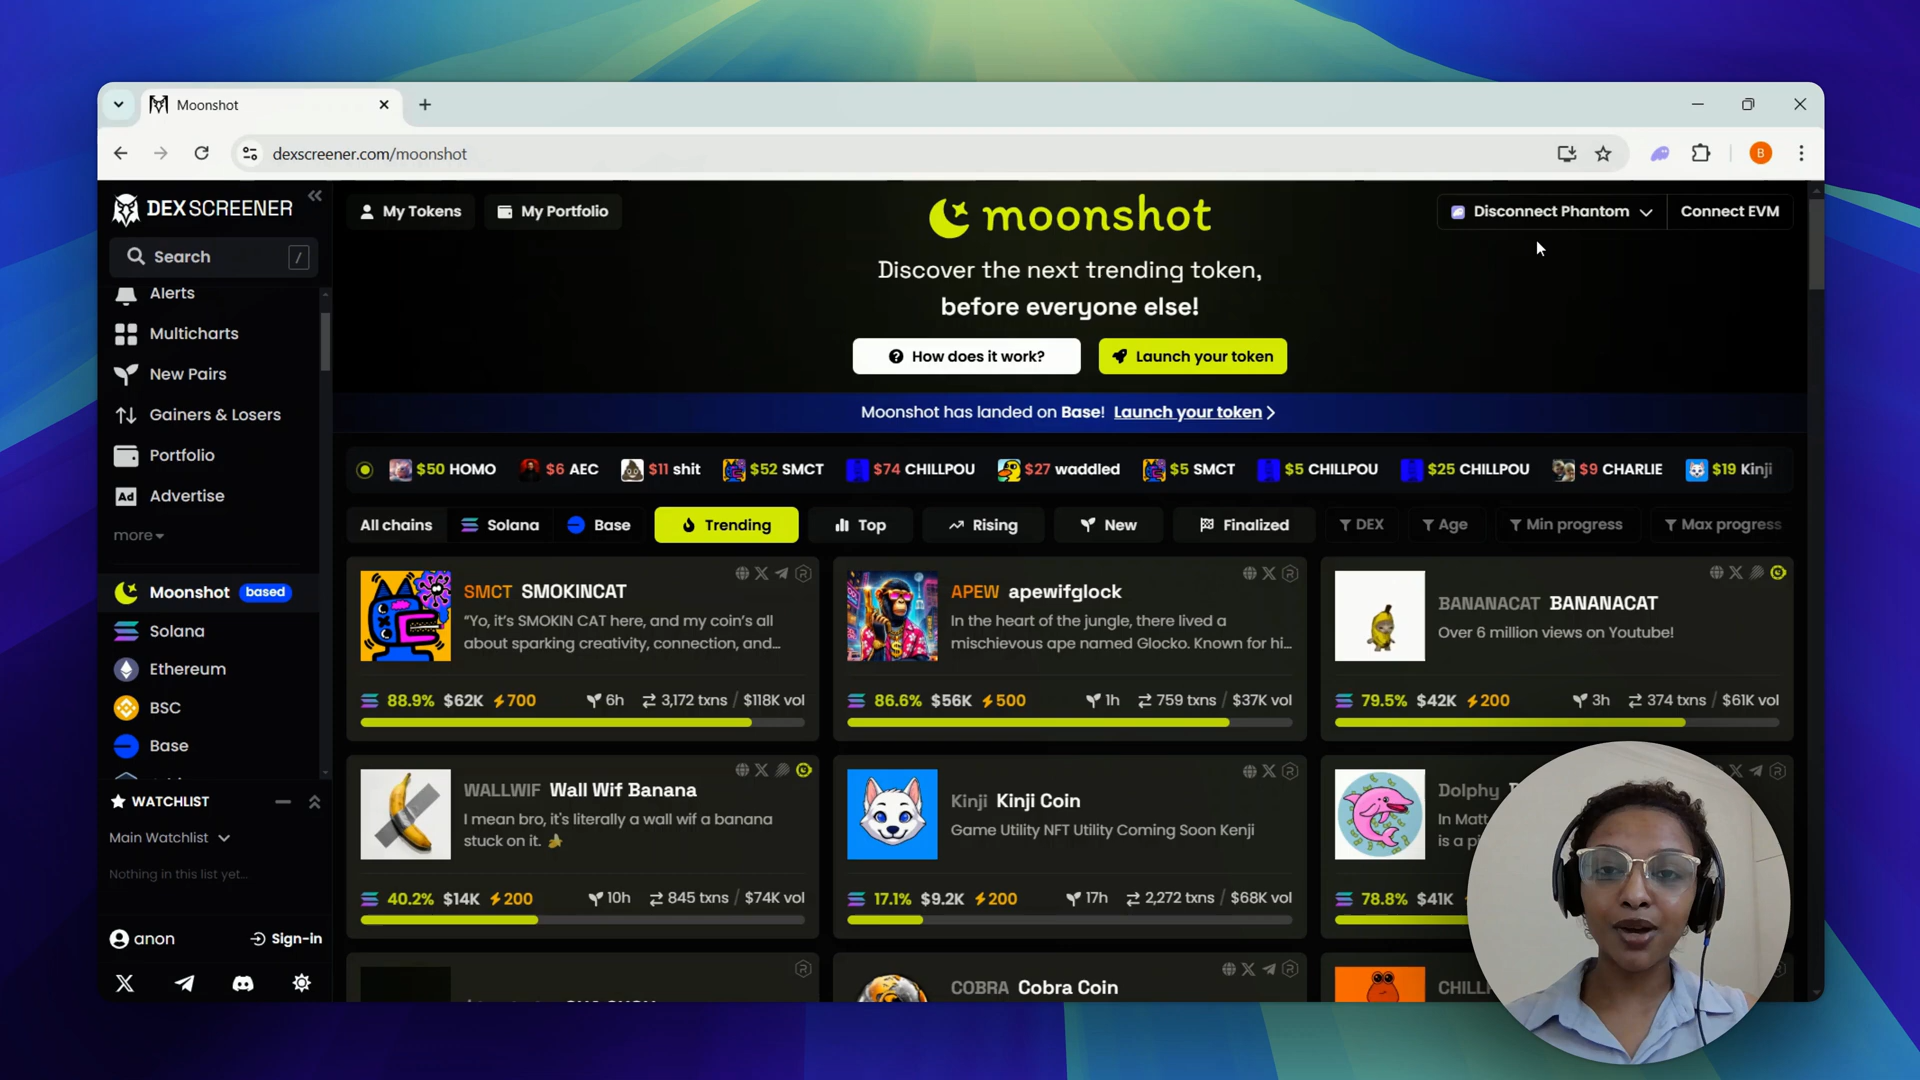 Moonshot
dexscreener.com/moonshot
B
DEX SCREENER
Search
/
Alerts
Multicharts
New Pairs
Gainers & Losers
Portfolio
Ad
Advertise
more
Moonshot based
Solana
Ethereum
BSC
Base
WATCHLIST
Main Watchlist
Nothing in this list yet...
anon
Sign-in
My Tokens
My Portfolio
moonshot
Disconnect Phantom
Connect EVM
Discover the next trending token,
before everyone else!
How does it work?
Launch your token
Moonshot has landed on Base! Launch your token
$50 HOMO $6 AEC $11 shit $52 SMCT $74 CHILLPOU $27 waddled $5 SMCT $5 CHILLPOU $25 CHILLPOU $9 CHARLIE $19 Kinji
All chains Solana Base Trending Top Rising New Finalized DEX Age Min progress Max progress
SMCT SMOKINCAT
“Yo, it's SMOKIN CAT here, and my coin's all
about sparking creativity, connection, and...
88.9% $62K 700 6h 3,172 txns / $118K vol
APEW apewifglock
In the heart of the jungle, there lived a
mischievous ape named Glocko. Known for hi...
86.6% $56K 500 1h 759 txns / $37K vol
BANANACAT BANANACAT
Over 6 million views on Youtube!
79.5% $42K 200 3h 374 txns / $61K vol
WALLWIF Wall Wif Banana
I mean bro, it's literally a wall wif a banana
stuck on it. 🍌
40.2% $14K 200 10h 845 txns / $74K vol
Kinji Kinji Coin
Game Utility NFT Utility Coming Soon Kenji
17.1% $9.2K 200 17h 2,272 txns / $68K vol
Dolphy
In Matt
is a pi
78.8% $41K
COBRA Cobra Coin
CHILLP